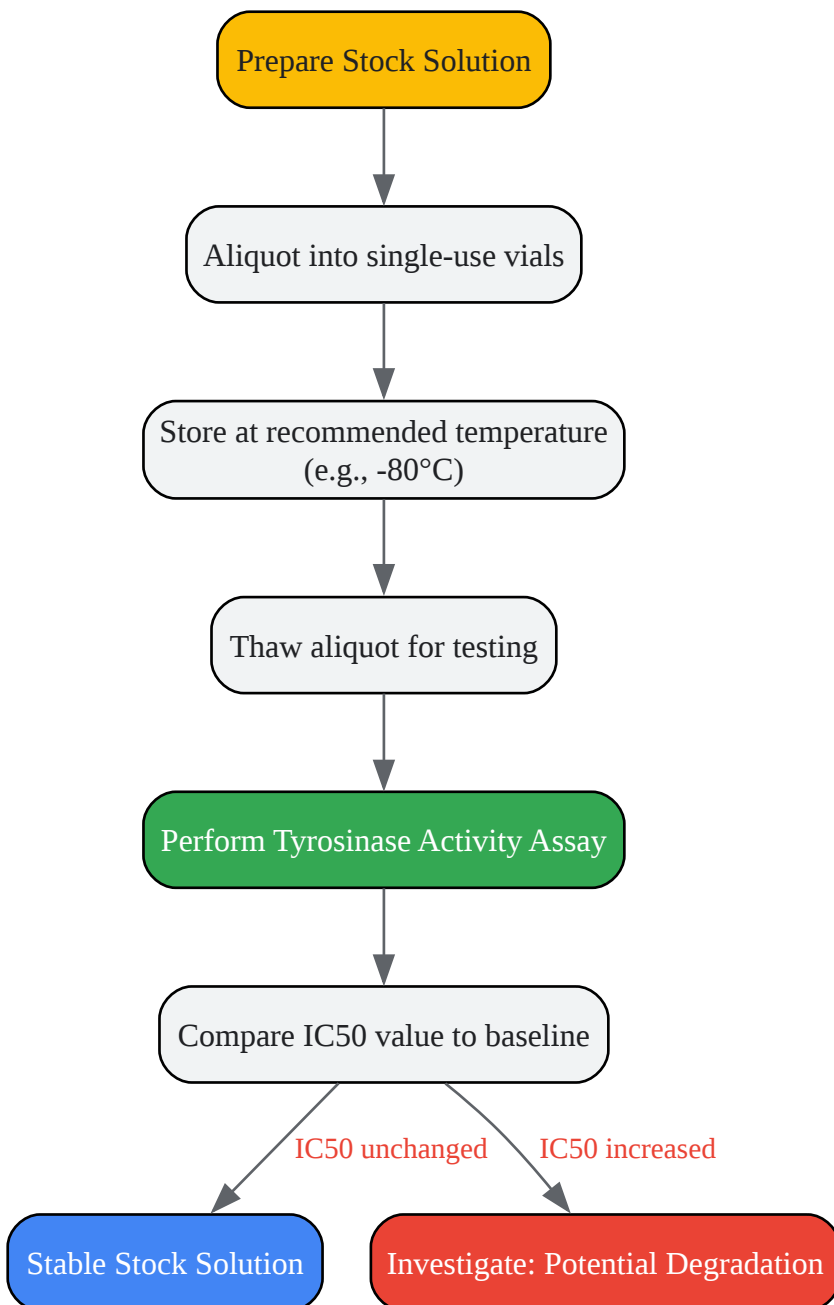 Prepare Stock Solution
Aliquot into single-use vials
Store at recommended temperature
(e.g., -80°C)
Thaw aliquot for testing
Perform Tyrosinase Activity Assay
Compare IC50 value to baseline
IC50 unchanged
IC50 increased
Stable Stock Solution
Investigate: Potential Degradation